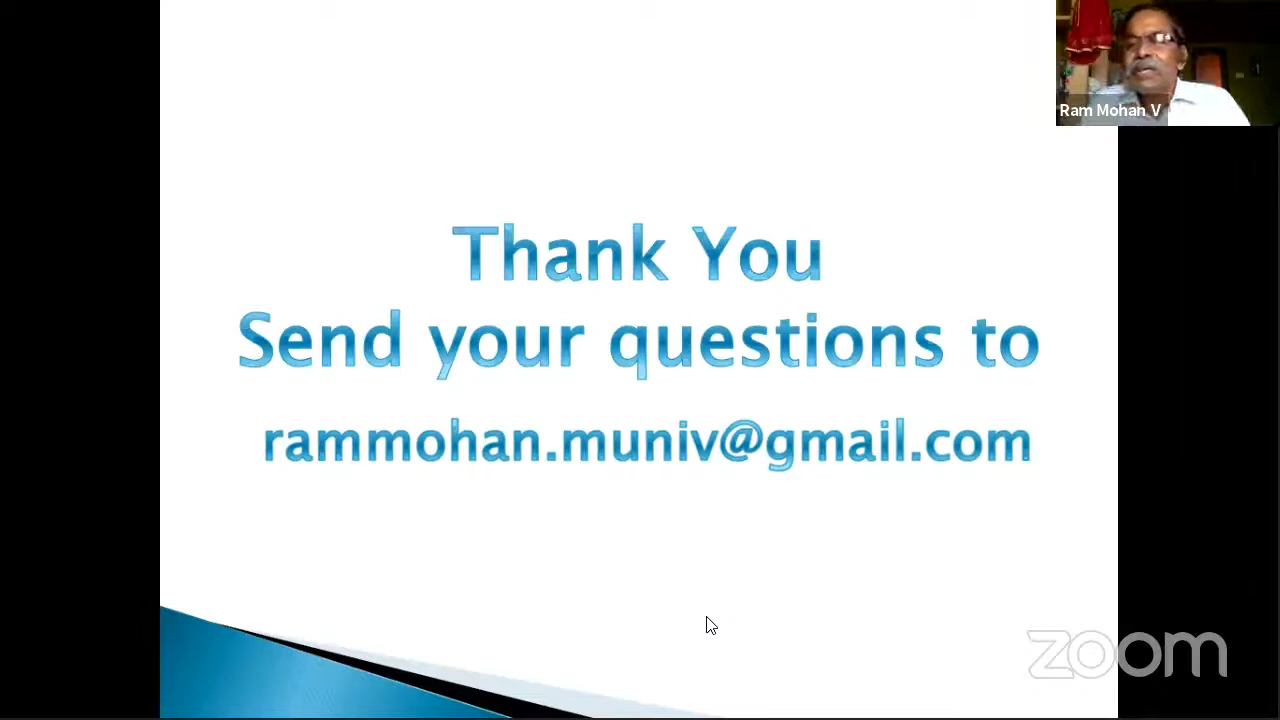 Ram Mohan V
Thank You
Send your questions to
rammohan.muniv@gmail.com
zoom